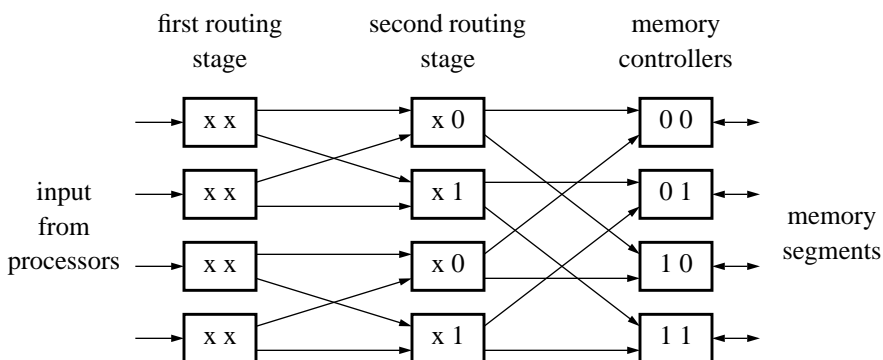 first routing
stage
second routing
stage
memory
controllers
x x
x 0
0 0
x x
x 1
0 1
x x
x 0
1 0
x x
x 1
1 1
input
from
processors
memory
segments